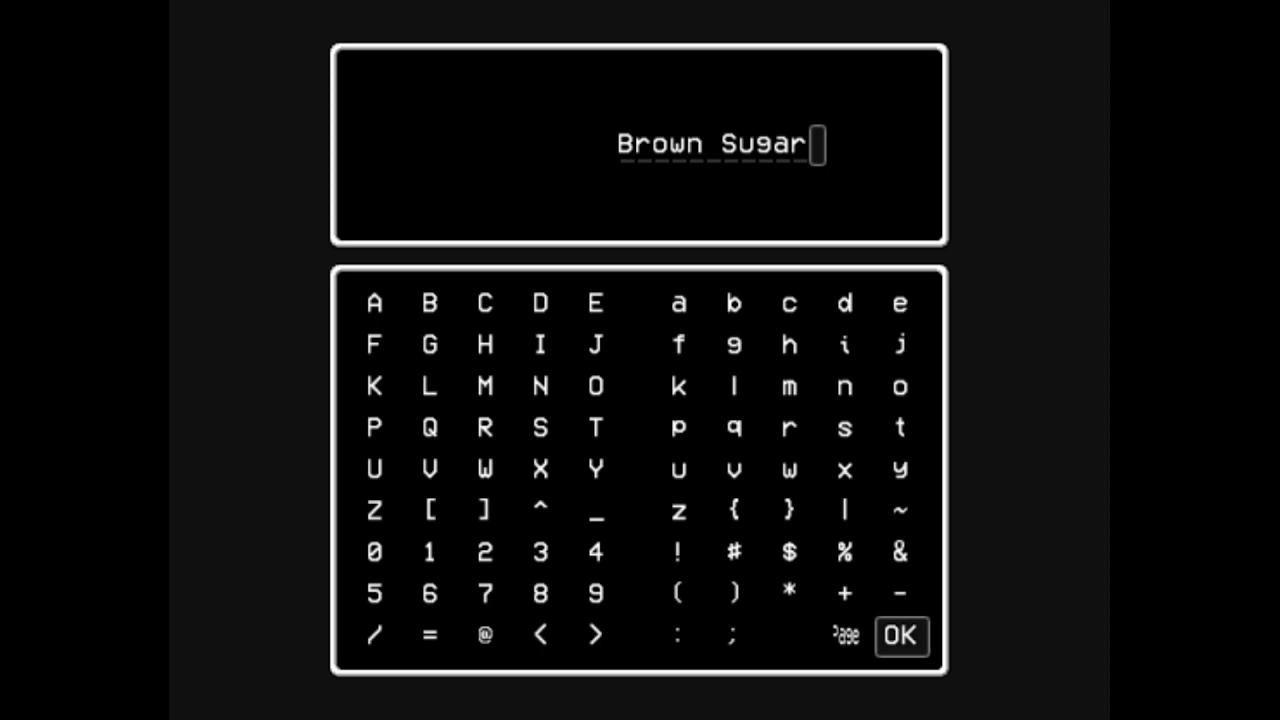 Brown Sugar
A B C D E a b c d e
F G H I J f g h i j
K L M N O k l m n o
P Q R S T p q r s t
U V W X Y u v w x y
Z [ ] ^ _ z { } | ~
0 1 2 3 4 ! # $ % &
5 6 7 8 9 ( ) * + -
/ = @ < > : ; Page OK